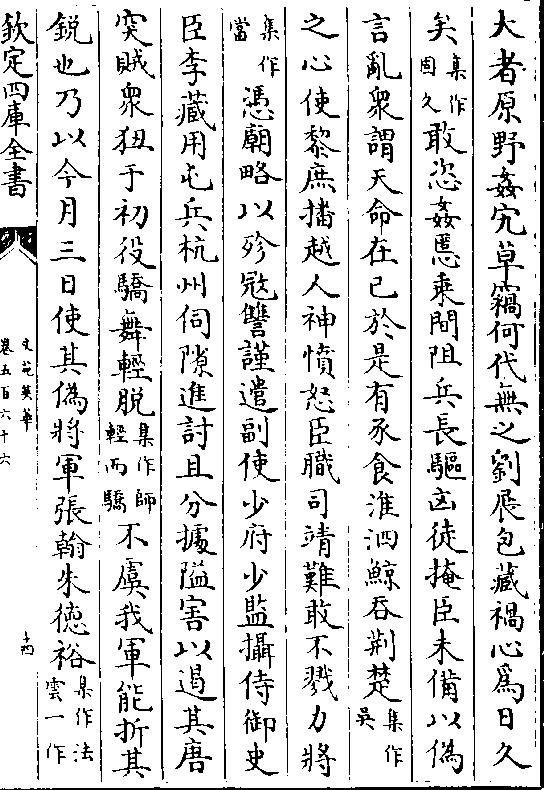 大者原野姦宄草竊何代無之劉展包藏禍心為日久
矣集作固久敢恣姦慝乘間阻兵長驅凶徒掩臣未備以偽
言亂衆謂天命在已於是有豕食淮泗鯨吞荆楚集作吳
之心使黎庶播越人神憤怒臣職司靖難敢不戮力將
集作當憑廟略以殄寇讐謹遣副使少府少監攝侍御史
臣李藏用屯兵杭州伺隙進討且分據隘害以遏其唐
突賊衆狃于初役驕舞輕脱集作師輕而驕不虞我軍能折其
鋭也乃以今月三日使其偽將軍張翰朱德裕集作法雲一作
欽定四庫全書
文苑英華
卷五百六十六
十四